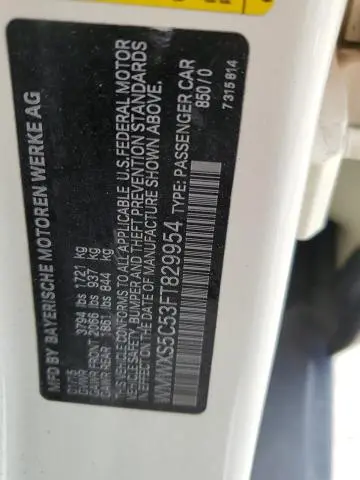 MFD BY BAYERISCHE MOTOREN WERKE AG
01/15
GVWR 3794 lbs 1721 kg
GAWR FRONT 2066 lbs 937 kg
GAWR REAR 1861 lbs 844 kg
THIS VEHICLE CONFORMS TO ALL APPLICABLE U.S. FEDERAL MOTOR
VEHICLE SAFETY, BUMPER AND THEFT PREVENTION STANDARDS
IN EFFECT ON THE DATE OF MANUFACTURE SHOWN ABOVE.
WMWXS5C53FT829954 TYPE: PASSENGER CAR
850/0
7 315 814